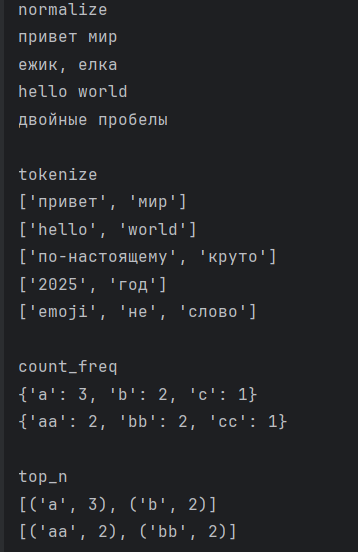 normalize
привет мир
ежик, елка
hello world
двойные пробелы
tokenize
['привет', 'мир']
['hello', 'world']
['по-настоящему', 'круто']
['2025', 'год']
['emoji', 'не', 'слово']
count_freq
{'a': 3, 'b': 2, 'c': 1}
{'aa': 2, 'bb': 2, 'cc': 1}
top_n
[('a', 3), ('b', 2)]
[('aa', 2), ('bb', 2)]